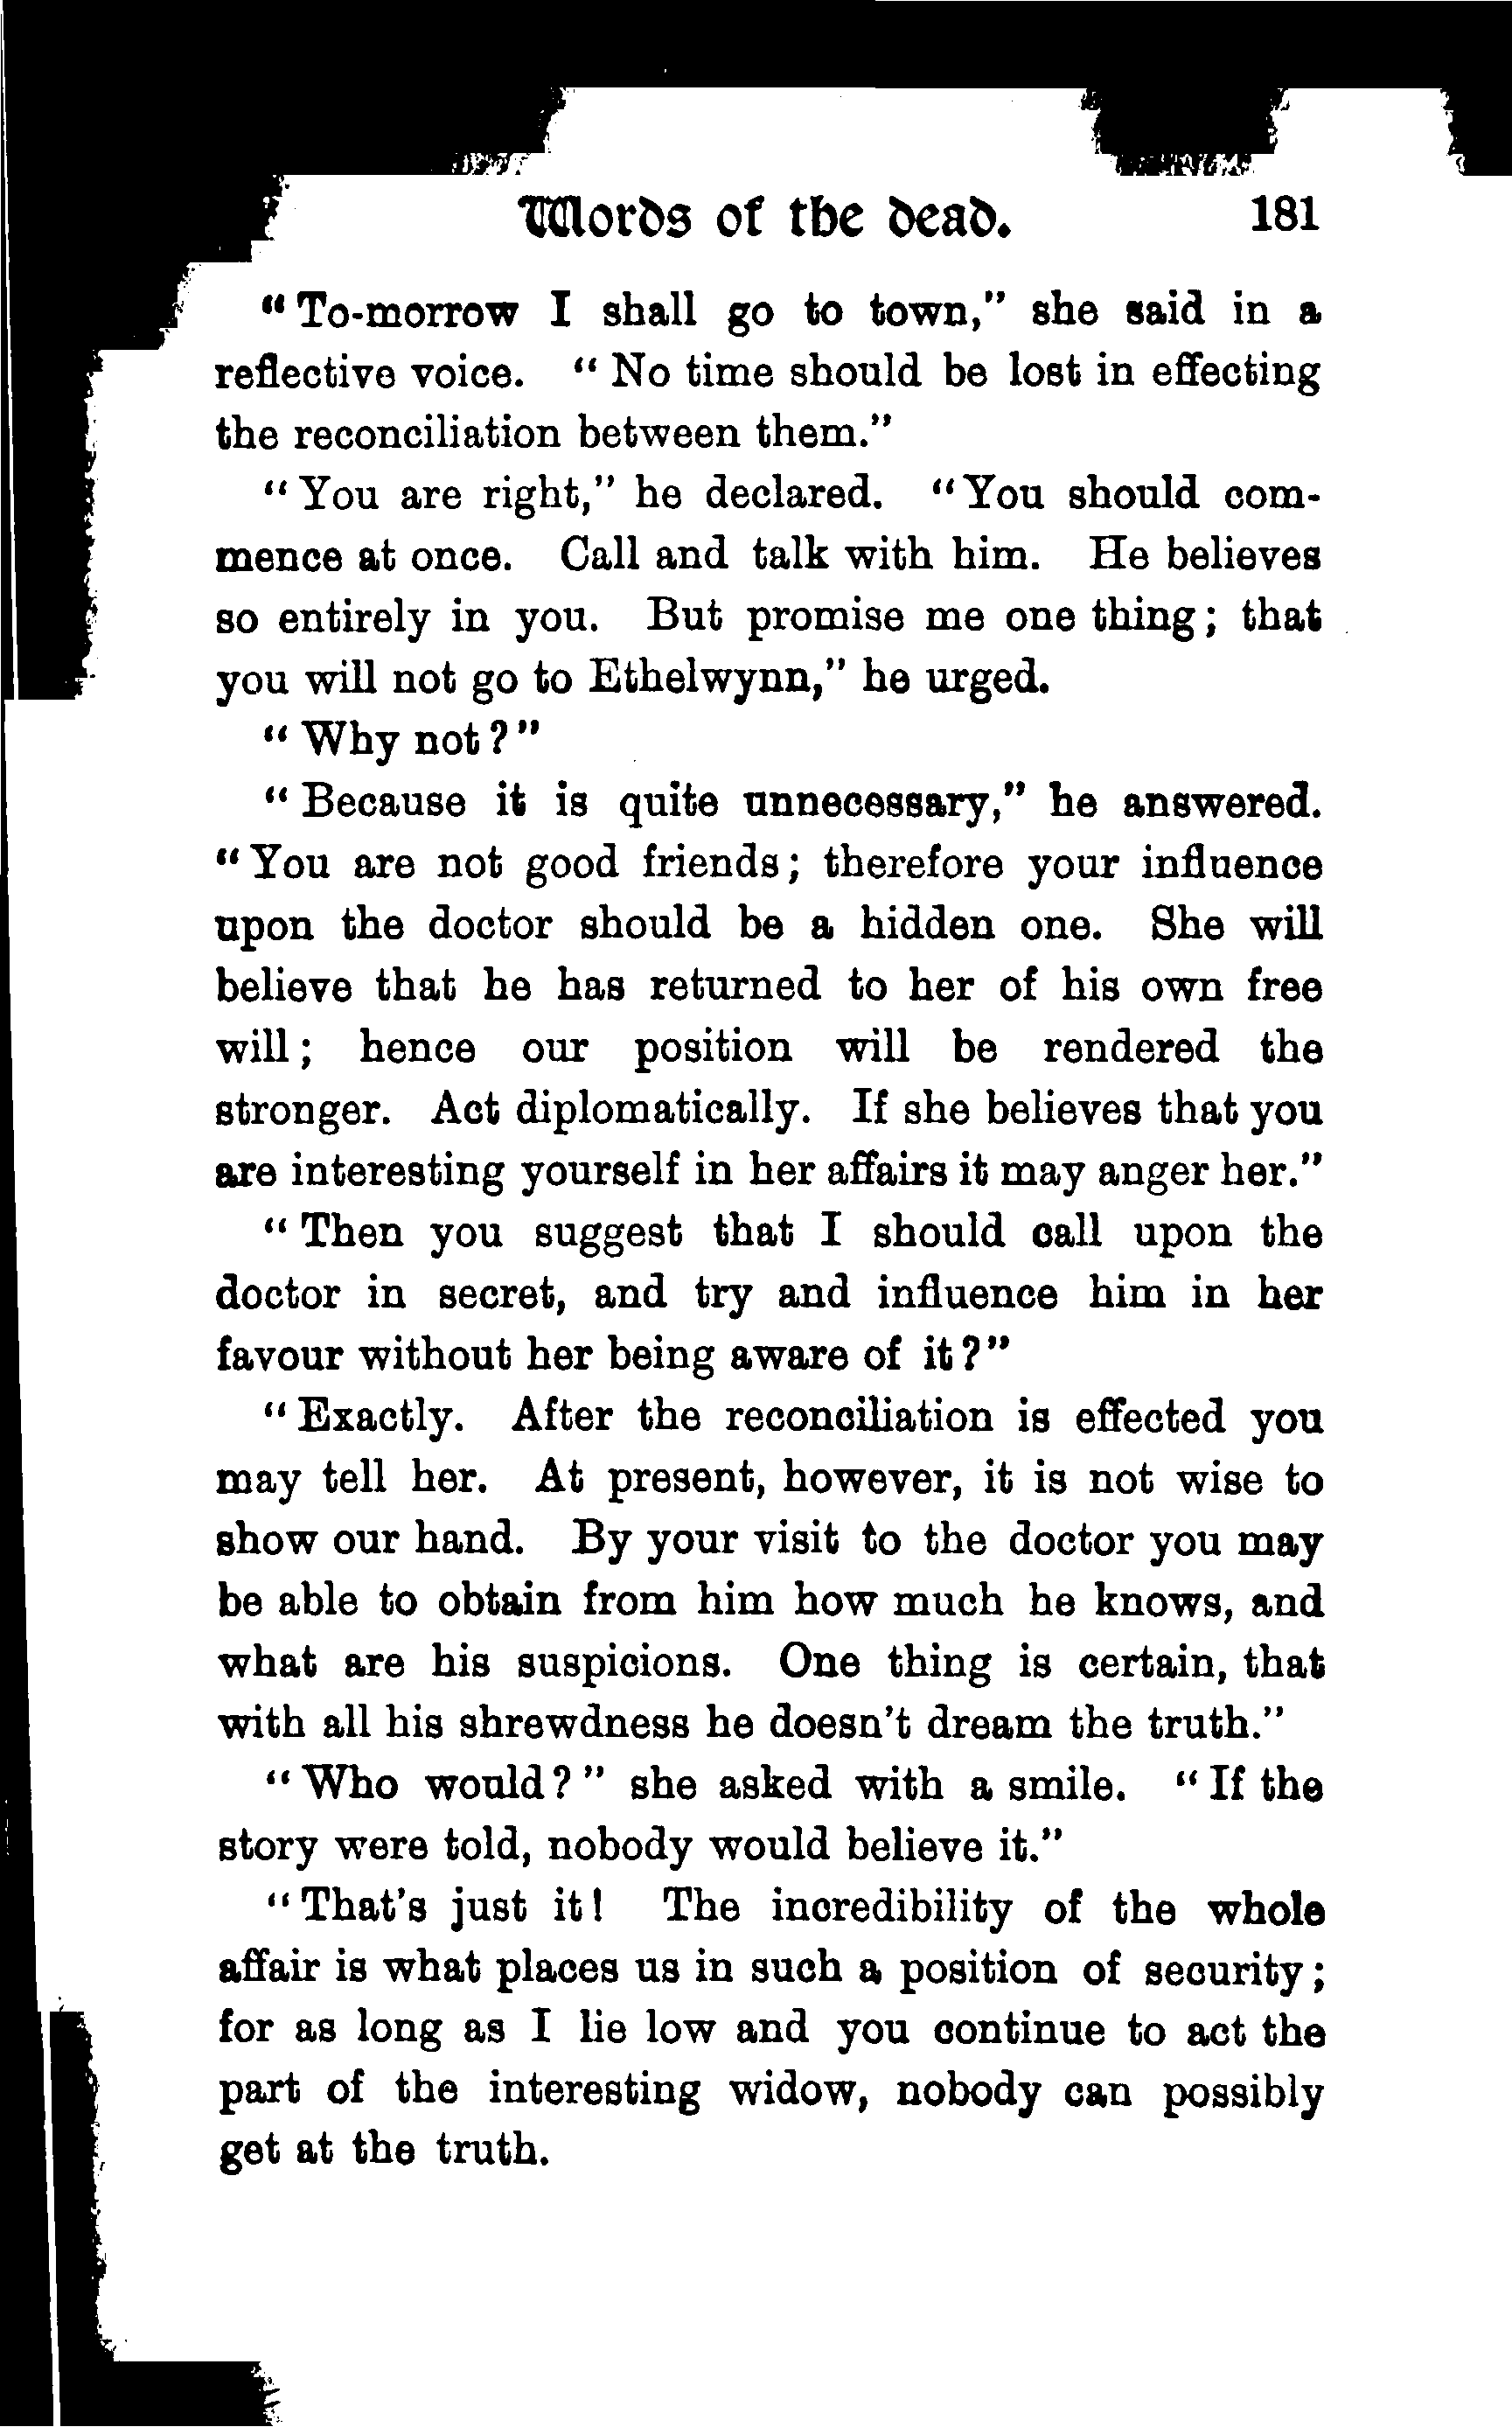 Words of the dead. 181
"To-morrow I shall go to town," she said in a
reflective voice. "No time should be lost in effecting
the reconciliation between them."
"You are right," he declared. "You should com-
mence at once. Call and talk with him. He believes
so entirely in you. But promise me one thing; that
you will not go to Ethelwynn," he urged.
"Why not?"
"Because it is quite unnecessary," he answered.
"You are not good friends; therefore your influence
upon the doctor should be a hidden one. She will
believe that he has returned to her of his own free
will; hence our position will be rendered the
stronger. Act diplomatically. If she believes that you
are interesting yourself in her affairs it may anger her."
"Then you suggest that I should call upon the
doctor in secret, and try and influence him in her
favour without her being aware of it?"
"Exactly. After the reconciliation is effected you
may tell her. At present, however, it is not wise to
show our hand. By your visit to the doctor you may
be able to obtain from him how much he knows, and
what are his suspicions. One thing is certain, that
with all his shrewdness he doesn't dream the truth."
"Who would?" she asked with a smile. "If the
story were told, nobody would believe it."
"That's just it! The incredibility of the whole
affair is what places us in such a position of security;
for as long as I lie low and you continue to act the
part of the interesting widow, nobody can possibly
get at the truth.